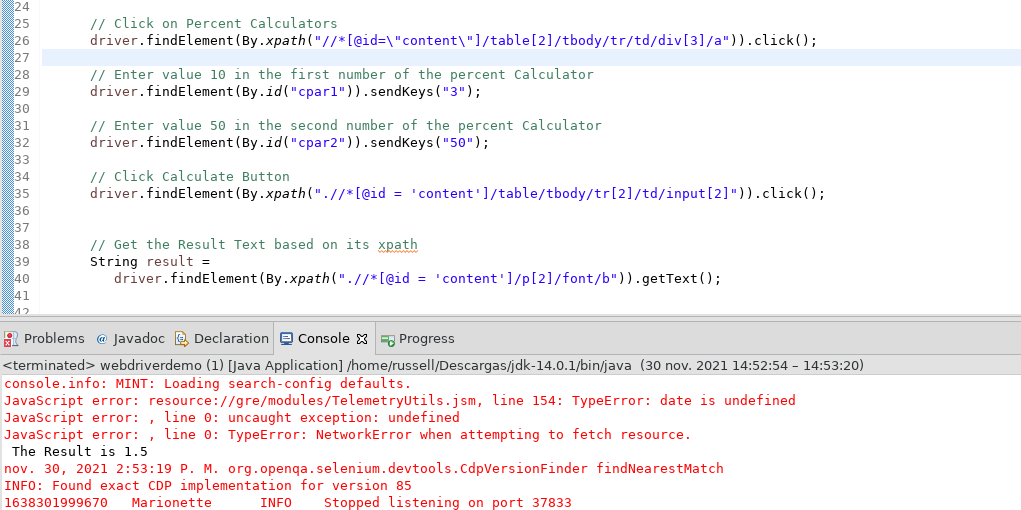 24
25 // Click on Percent Calculators
26 driver.findElement(By.xpath("//*[@id=\"content\"]/table[2]/tbody/tr/td/div[3]/a")).click();
27
28 // Enter value 10 in the first number of the percent Calculator
29 driver.findElement(By.id("cpar1")).sendKeys("3");
30
31 // Enter value 50 in the second number of the percent Calculator
32 driver.findElement(By.id("cpar2")).sendKeys("50");
33
34 // Click Calculate Button
35 driver.findElement(By.xpath(".//*[@id = 'content']/table/tbody/tr[2]/td/input[2]")).click();
36
37
38 // Get the Result Text based on its xpath
39 String result =
40 driver.findElement(By.xpath(".//*[@id = 'content']/p[2]/font/b")).getText();
41
42
Problems @ Javadoc Declaration Console Progress
<terminated> webdriverdemo (1) [Java Application] /home/russell/Descargas/jdk-14.0.1/bin/java (30 nov. 2021 14:52:54 – 14:53:20)
console.info: MINT: Loading search-config defaults.
JavaScript error: resource://gre/modules/TelemetryUtils.jsm, line 154: TypeError: date is undefined
JavaScript error: , line 0: uncaught exception: undefined
JavaScript error: , line 0: TypeError: NetworkError when attempting to fetch resource.
The Result is 1.5
nov. 30, 2021 2:53:19 P. M. org.openqa.selenium.devtools.CdpVersionFinder findNearestMatch
INFO: Found exact CDP implementation for version 85
1638301999670 Marionette INFO Stopped listening on port 37833